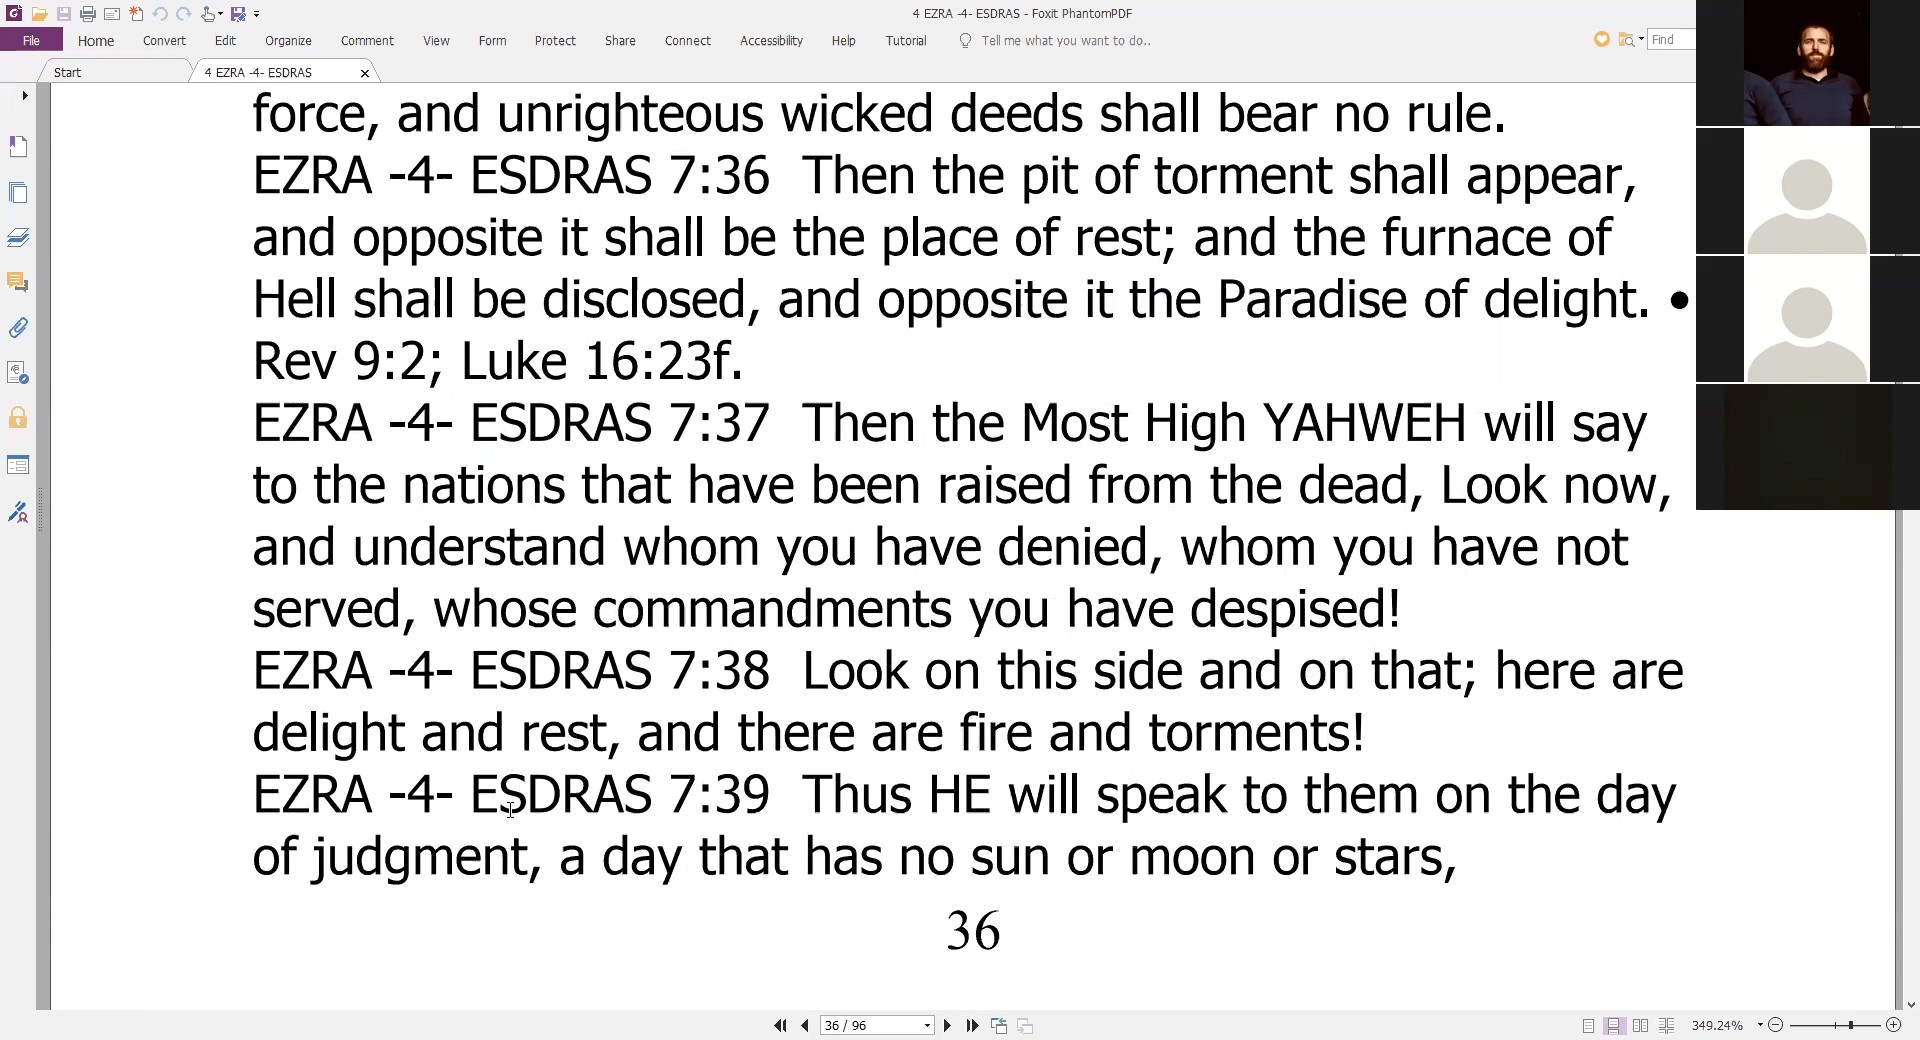 4 EZRA -4- ESDRAS - Foxit PhantomPDF
File Home Convert Edit Organize Comment View Form Protect Share Connect Accessibility Help Tutorial Tell me what you want to do.. Find
Start 4 EZRA -4- ESDRAS
force, and unrighteous wicked deeds shall bear no rule.
EZRA -4- ESDRAS 7:36 Then the pit of torment shall appear,
and opposite it shall be the place of rest; and the furnace of
Hell shall be disclosed, and opposite it the Paradise of delight. •
Rev 9:2; Luke 16:23f.
EZRA -4- ESDRAS 7:37 Then the Most High YAHWEH will say
to the nations that have been raised from the dead, Look now,
and understand whom you have denied, whom you have not
served, whose commandments you have despised!
EZRA -4- ESDRAS 7:38 Look on this side and on that; here are
delight and rest, and there are fire and torments!
EZRA -4- ESDRAS 7:39 Thus HE will speak to them on the day
of judgment, a day that has no sun or moon or stars,
36
36 / 96
349.24%